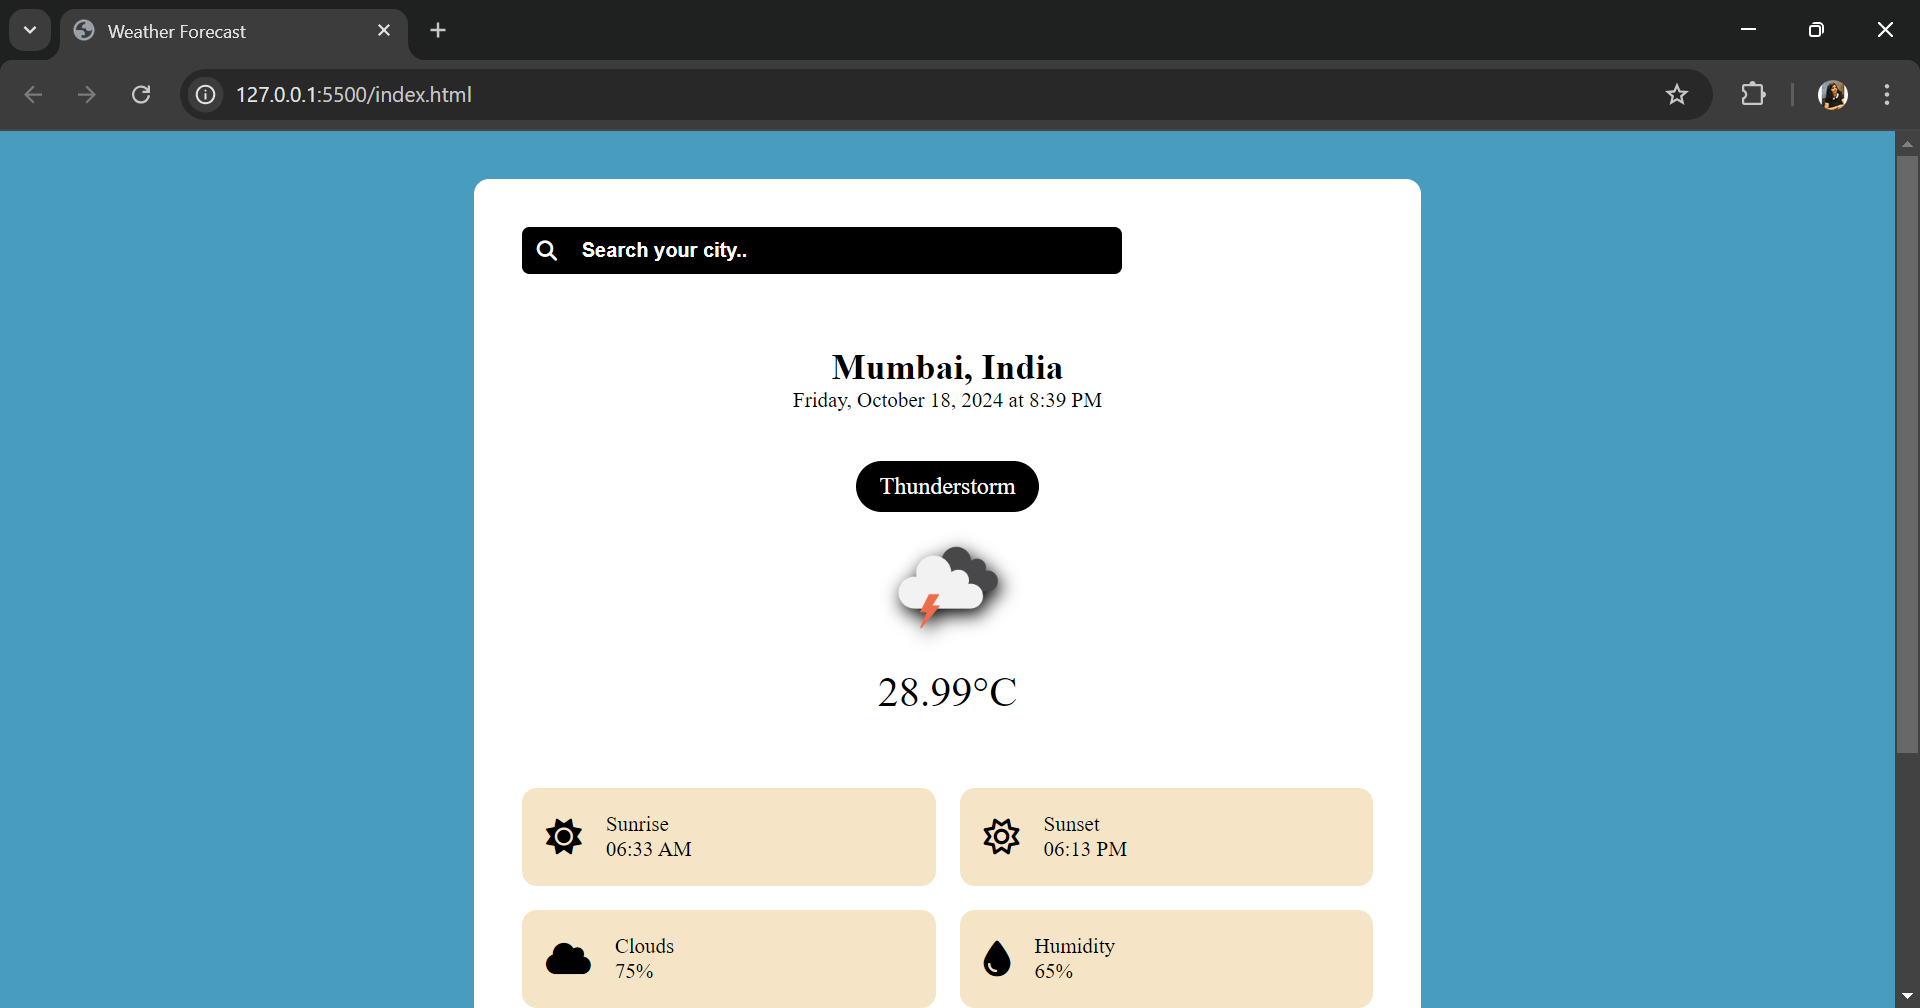 Weather Forecast
127.0.0.1:5500/index.html
Search your city..
Mumbai, India
Friday, October 18, 2024 at 8:39 PM
Thunderstorm
28.99°C
Sunrise
06:33 AM
Sunset
06:13 PM
Clouds
75%
Humidity
65%